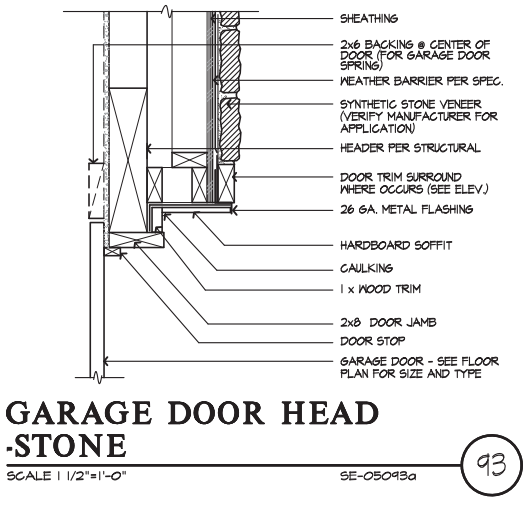 SHEATHING
2x6 BACKING @ CENTER OF
DOOR (FOR GARAGE DOOR
SPRING)
WEATHER BARRIER PER SPEC.
SYNTHETIC STONE VENEER
(VERIFY MANUFACTURER FOR
APPLICATION)
HEADER PER STRUCTURAL
DOOR TRIM SURROUND
WHERE OCCURS (SEE ELEV.)
26 GA. METAL FLASHING
HARDBOARD SOFFIT
CAULKING
1 x WOOD TRIM
2x8 DOOR JAMB
DOOR STOP
GARAGE DOOR - SEE FLOOR
PLAN FOR SIZE AND TYPE
GARAGE DOOR HEAD
-STONE
93
SCALE 1 1/2"=1'-0" SE-05093a